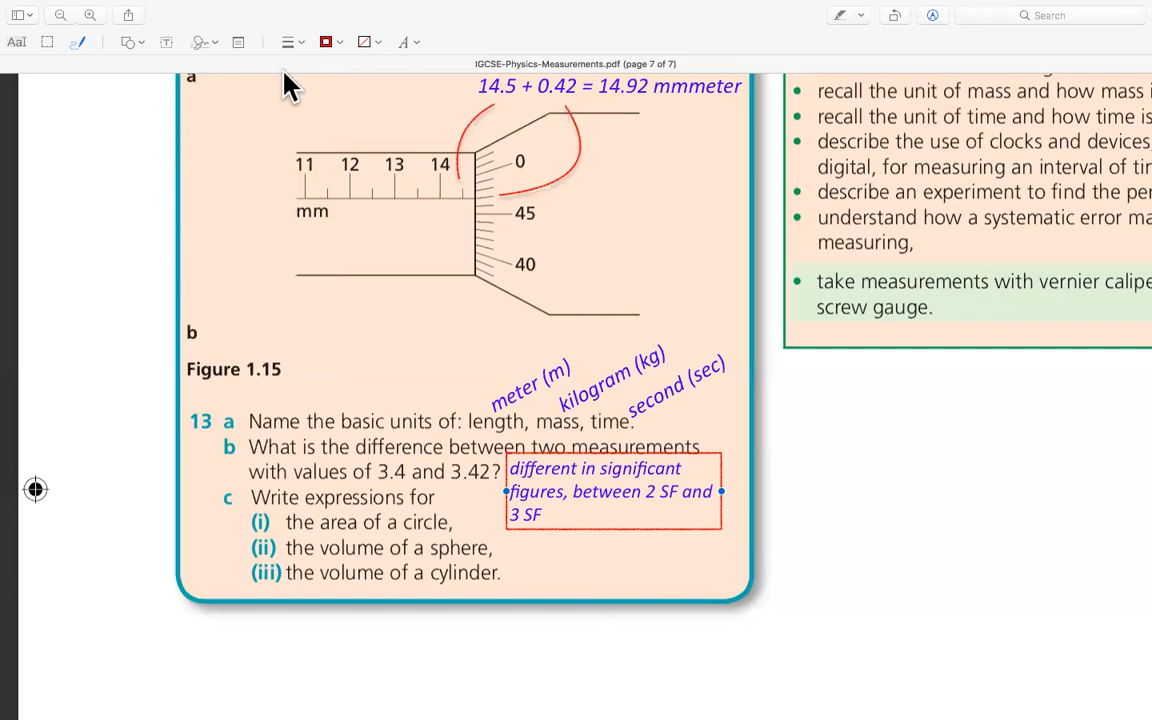 Search
AaI
T
A
IGCSE-Physics-Measurements.pdf (page 7 of 7)
a
14.5 + 0.42 = 14.92 mmmeter
11 12 13 14
0
mm
45
40
b
Figure 1.15
meter (m)
kilogram (kg)
second (sec)
13 a Name the basic units of: length, mass, time.
b What is the difference between two measurements
with values of 3.4 and 3.42?
different in significant
figures, between 2 SF and
3 SF
c Write expressions for
(i) the area of a circle,
(ii) the volume of a sphere,
(iii) the volume of a cylinder.
• recall the unit of mass and how mass i
• recall the unit of time and how time is
• describe the use of clocks and devices,
digital, for measuring an interval of tin
• describe an experiment to find the per
• understand how a systematic error ma
measuring,
• take measurements with vernier calipe
screw gauge.